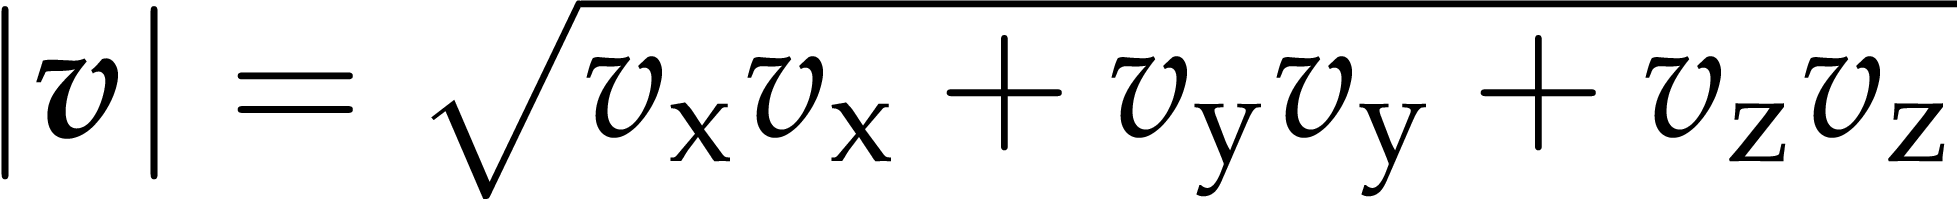 |𝒗| = √(vₓvₓ + v_y v_y + v_z v_z)